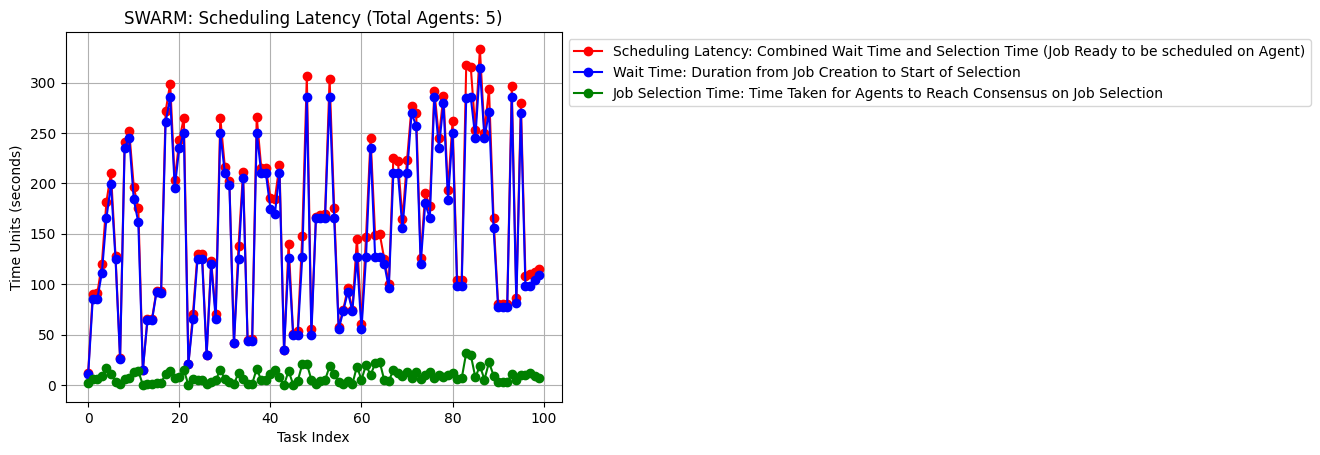 SWARM: Scheduling Latency (Total Agents: 5)
Scheduling Latency: Combined Wait Time and Selection Time (Job Ready to be scheduled on Agent)
Wait Time: Duration from Job Creation to Start of Selection
Job Selection Time: Time Taken for Agents to Reach Consensus on Job Selection
Time Units (seconds)
300
250
200
150
100
50
0
0 20 40 60 80 100
Task Index